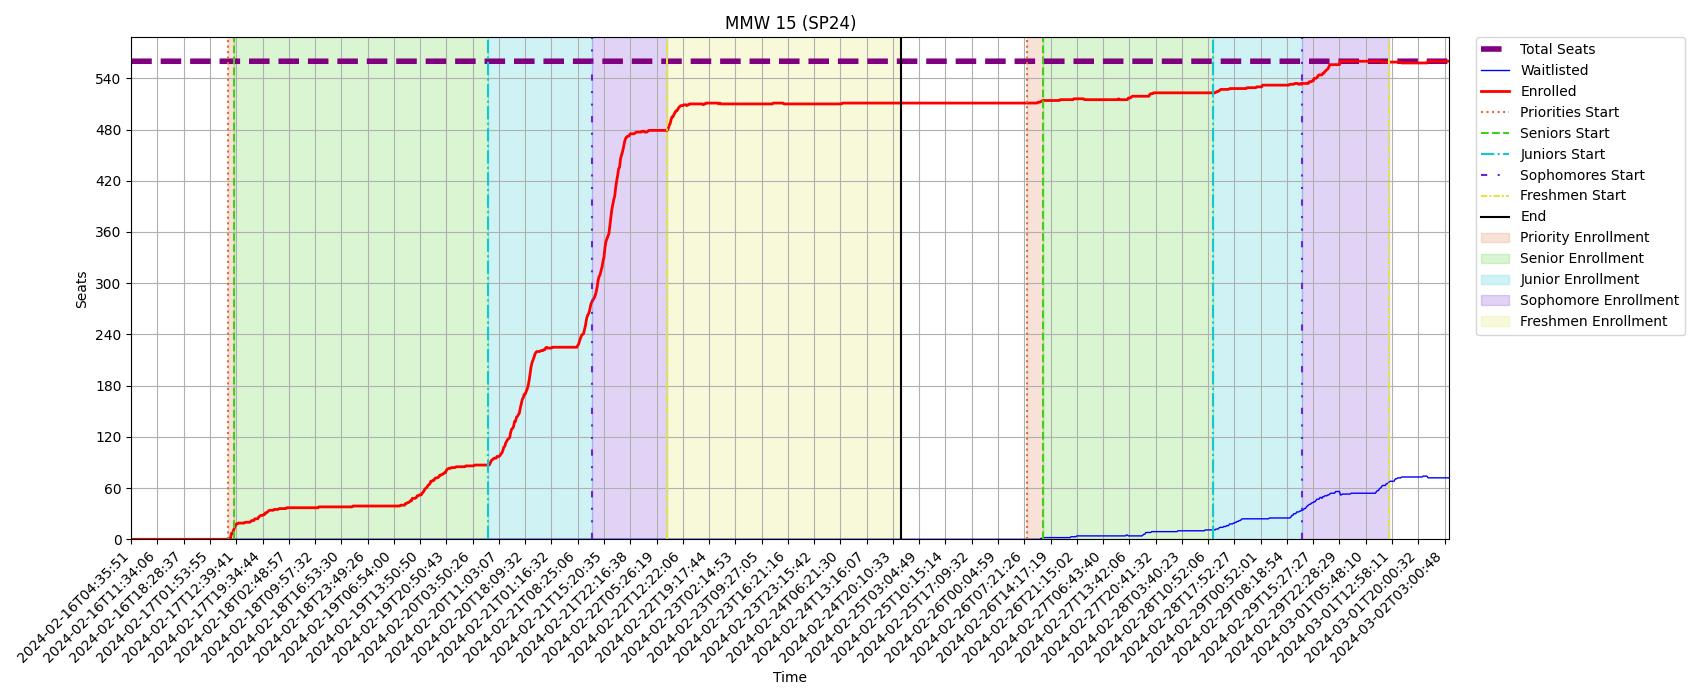 MMW 15 (SP24)
Seats
540
480
420
360
300
240
180
120
60
0
2024-02-16T04:35:51
2024-02-16T11:34:06
2024-02-16T18:28:37
2024-02-17T01:53:55
2024-02-17T12:39:41
2024-02-17T19:34:44
2024-02-18T02:48:57
2024-02-18T09:57:32
2024-02-18T16:53:30
2024-02-18T23:49:26
2024-02-19T06:54:00
2024-02-19T13:50:50
2024-02-19T20:50:43
2024-02-20T03:50:26
2024-02-20T11:03:07
2024-02-20T18:09:32
2024-02-21T01:16:32
2024-02-21T08:25:06
2024-02-21T15:20:35
2024-02-21T22:16:38
2024-02-22T05:26:19
2024-02-22T12:22:06
2024-02-22T19:17:44
2024-02-23T02:14:53
2024-02-23T09:27:05
2024-02-23T16:21:16
2024-02-23T23:15:42
2024-02-24T06:21:30
2024-02-24T13:16:07
2024-02-24T20:10:33
2024-02-25T03:04:49
2024-02-25T10:15:14
2024-02-25T17:09:32
2024-02-26T00:04:59
2024-02-26T07:21:26
2024-02-26T14:17:19
2024-02-26T21:15:02
2024-02-27T06:43:40
2024-02-27T13:42:06
2024-02-27T20:41:32
2024-02-28T03:40:23
2024-02-28T10:52:06
2024-02-28T17:52:27
2024-02-29T00:52:01
2024-02-29T08:18:54
2024-02-29T15:27:27
2024-02-29T22:28:29
2024-03-01T05:48:10
2024-03-01T12:58:11
2024-03-01T20:00:32
2024-03-02T03:00:48
Time
Total Seats
Waitlisted
Enrolled
Priorities Start
Seniors Start
Juniors Start
Sophomores Start
Freshmen Start
End
Priority Enrollment
Senior Enrollment
Junior Enrollment
Sophomore Enrollment
Freshmen Enrollment